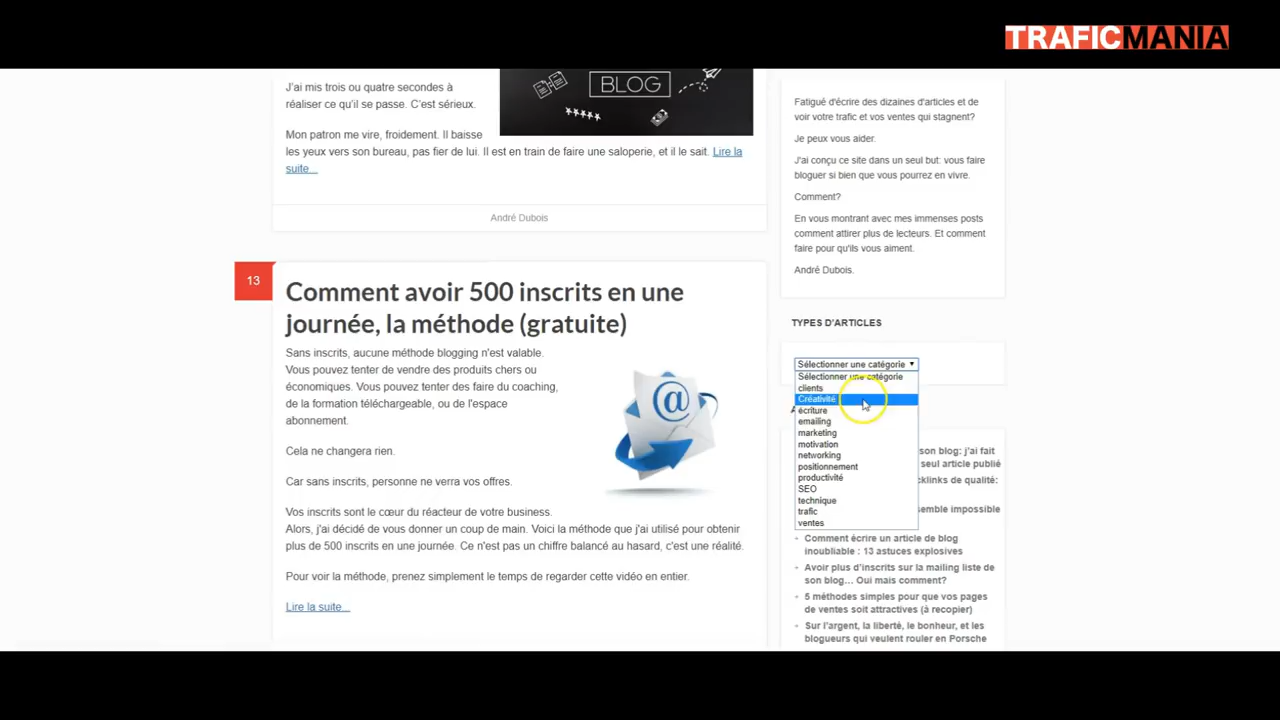 TRAFICMANIA
J'ai mis trois ou quatre secondes à
réaliser ce qu'il se passe. C'est sérieux.
Mon patron me vire, froidement. Il baisse
les yeux vers son bureau, pas fier de lui. Il est en train de faire une saloperie, et il le sait. Lire la
suite...
BLOG
André Dubois
13
Comment avoir 500 inscrits en une
journée, la méthode (gratuite)
Sans inscrits, aucune méthode blogging n'est valable.
Vous pouvez tenter de vendre des produits chers ou
économiques. Vous pouvez tenter des faire du coaching,
de la formation téléchargeable, ou de l'espace
abonnement.
Cela ne changera rien.
Car sans inscrits, personne ne verra vos offres.
Vos inscrits sont le cœur du réacteur de votre business.
Alors, j'ai décidé de vous donner un coup de main. Voici la méthode que j'ai utilisé pour obtenir
plus de 500 inscrits en une journée. Ce n'est pas un chiffre balancé au hasard, c'est une réalité.
Pour voir la méthode, prenez simplement le temps de regarder cette vidéo en entier.
Lire la suite...
@
Fatigué d'écrire des dizaines d'articles et de
voir votre trafic et vos ventes qui stagnent?
Je peux vous aider.
J'ai conçu ce site dans un seul but: vous faire
bloguer si bien que vous pourrez en vivre.
Comment?
En vous montrant avec mes immenses posts
comment attirer plus de lecteurs. Et comment
faire pour qu'ils vous aiment.
André Dubois.
TYPES D'ARTICLES
Sélectionner une catégorie
Sélectionner une catégorie
clients
Créativité
écriture
emailing
marketing
motivation
networking
positionnement
productivité
SEO
technique
trafic
ventes
son blog: j'ai fait
seul article publié
cklinks de qualité:
semble impossible
Comment écrire un article de blog
inoubliable : 13 astuces explosives
Avoir plus d'inscrits sur la mailing liste de
son blog... Oui mais comment?
5 méthodes simples pour que vos pages
de ventes soit attractives (à recopier)
Sur l'argent, la liberté, le bonheur, et les
blogueurs qui veulent rouler en Porsche